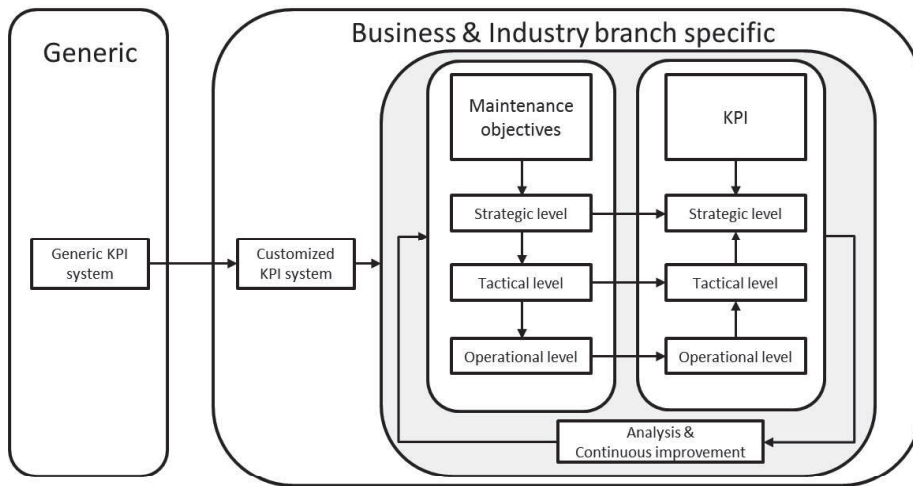 Generic
Business & Industry branch specific
Maintenance
objectives
KPI
Strategic level
Strategic level
Generic KPI
system
Customized
KPI system
Tactical level
Tactical level
Operational level
Operational level
Analysis &
Continuous improvement